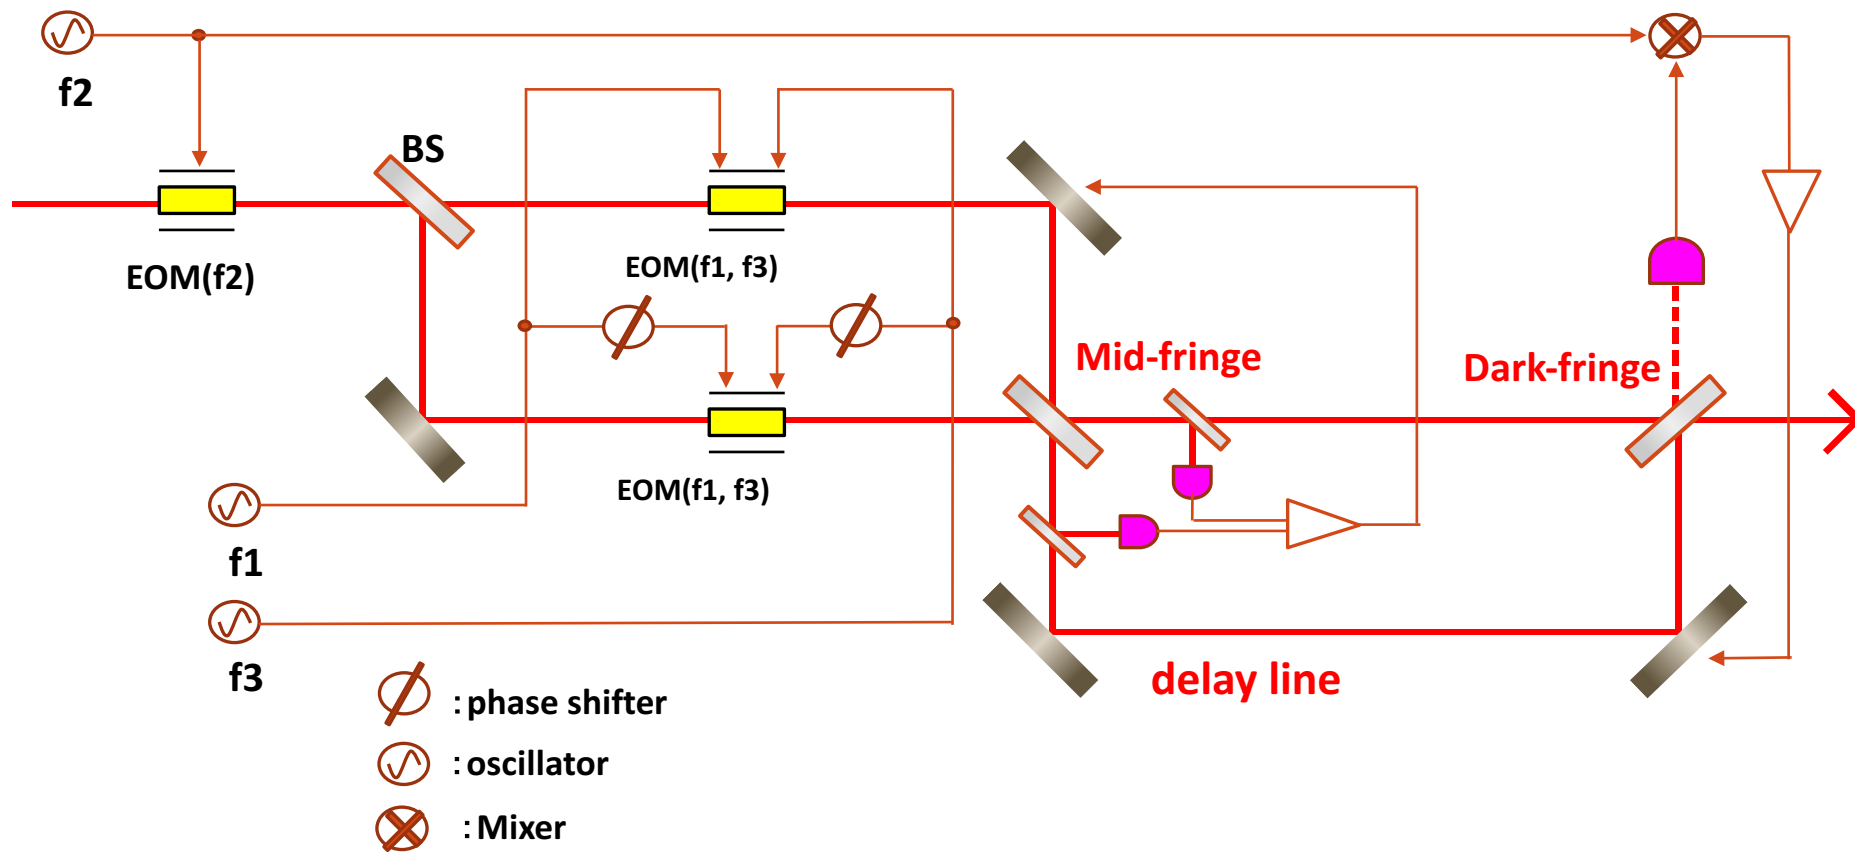 f2
BS
EOM(f2)
EOM(f1, f3)
Mid-fringe
Dark-fringe
EOM(f1, f3)
f1
f3
delay line
:phase shifter
:oscillator
:Mixer